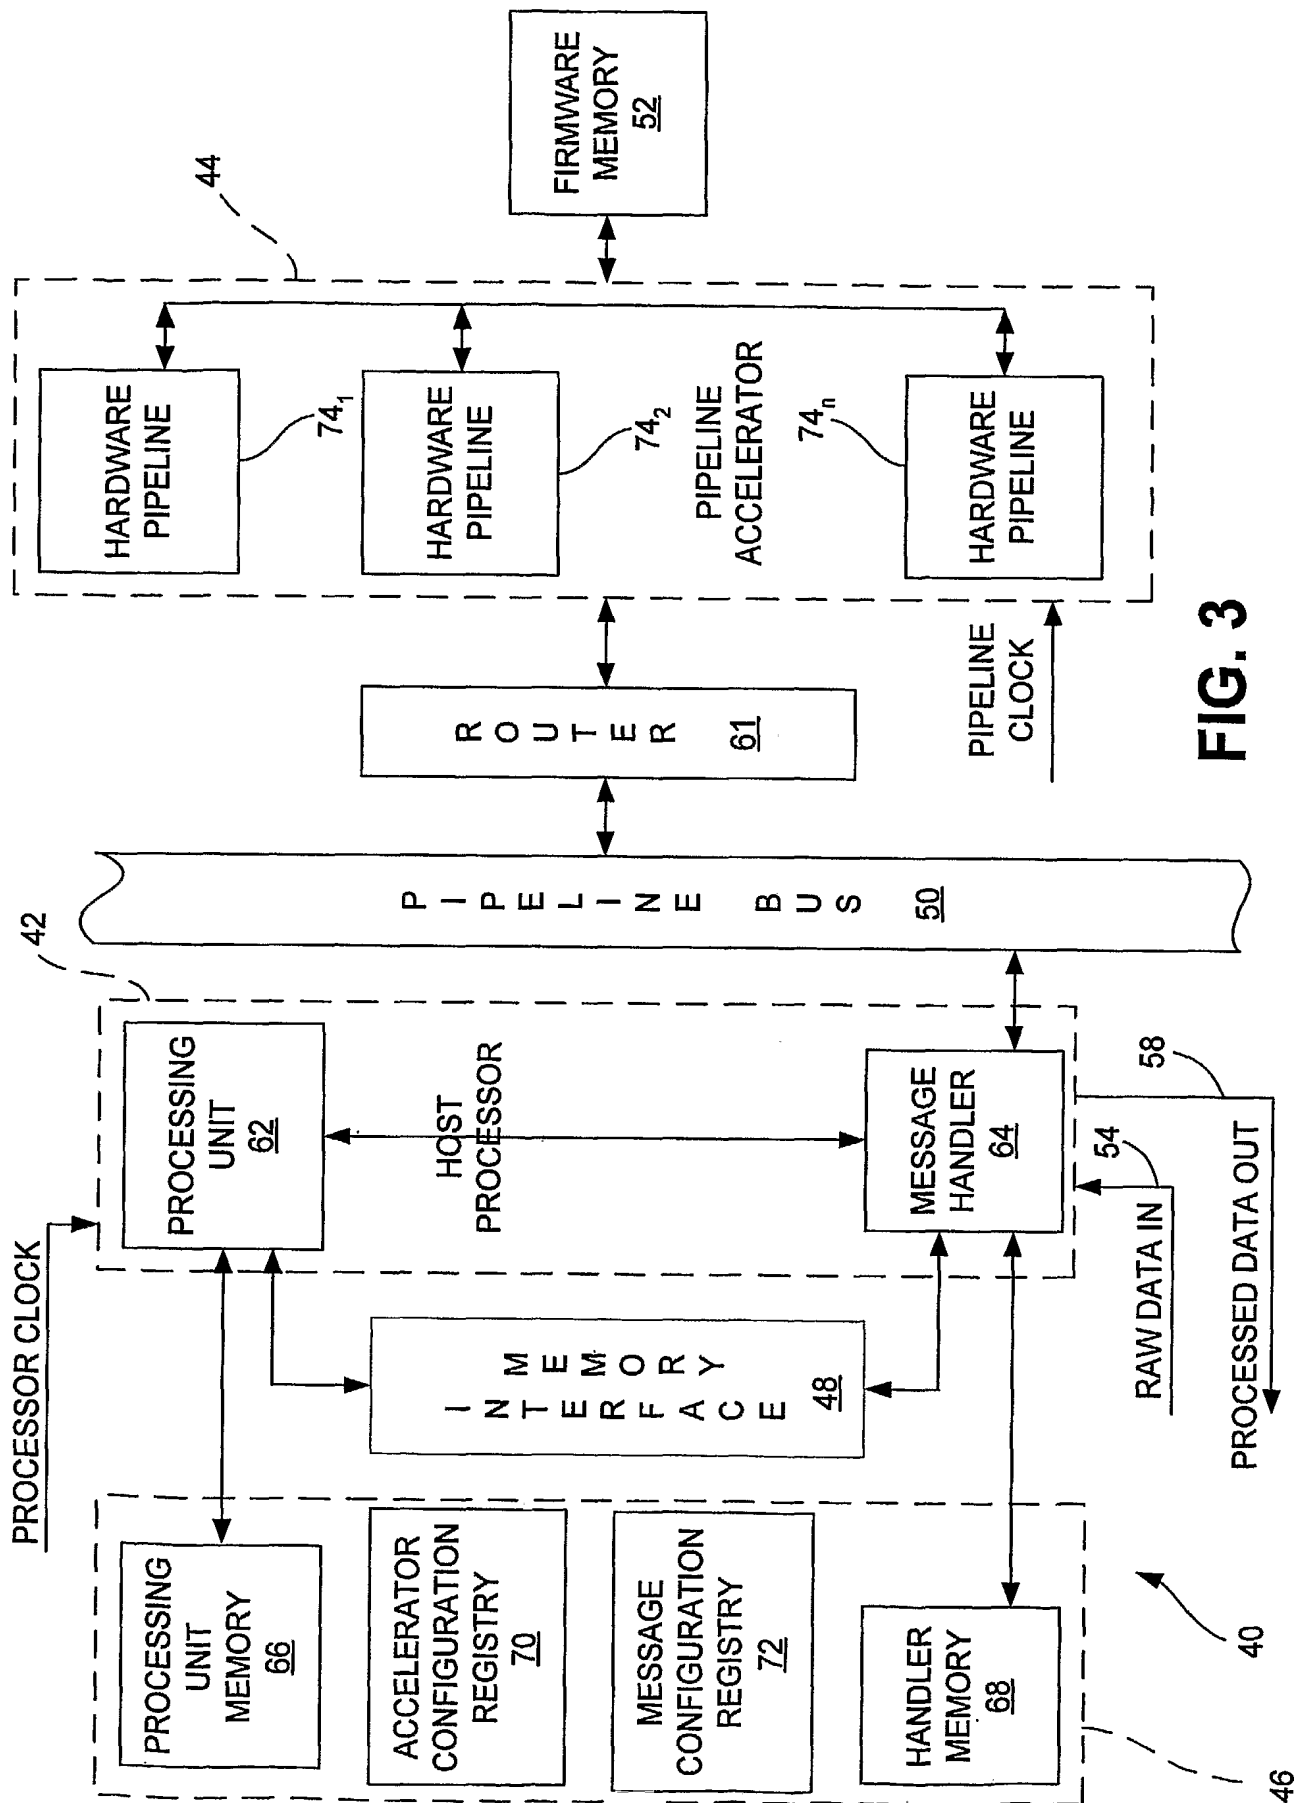 PROCESSOR CLOCK
42
44
PROCESSING
UNIT
MEMORY
66
ACCELERATOR
CONFIGURATION
REGISTRY
70
MESSAGE
CONFIGURATION
REGISTRY
72
HANDLER
MEMORY
68
46
MEMORY
INTERFACE
48
PROCESSING
UNIT
62
HOST
PROCESSOR
MESSAGE
HANDLER
64
RAW DATA IN
54
PROCESSED DATA OUT
58
40
PIPELINE BUS
50
ROUTER
61
PIPELINE
CLOCK
HARDWARE
PIPELINE
74₁
HARDWARE
PIPELINE
74₂
PIPELINE
ACCELERATOR
74ₙ
HARDWARE
PIPELINE
FIRMWARE
MEMORY
52
FIG. 3